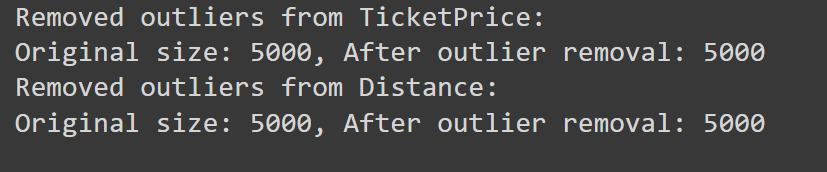 Removed outliers from TicketPrice:
Original size: 5000, After outlier removal: 5000
Removed outliers from Distance:
Original size: 5000, After outlier removal: 5000